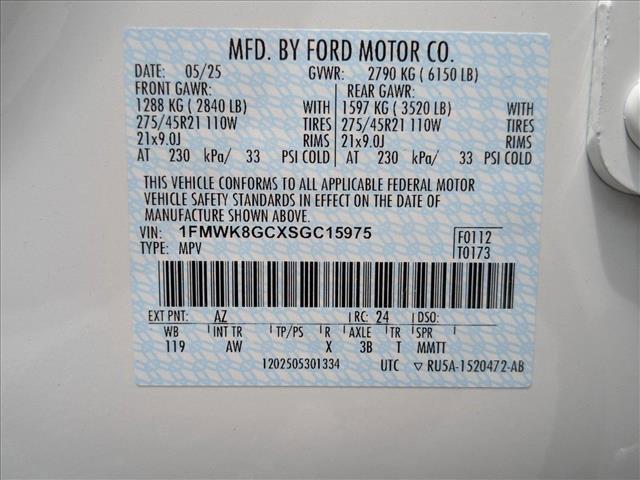 MFD. BY FORD MOTOR CO.
DATE: 05/25 GVWR: 2790 KG ( 6150 LB)
FRONT GAWR: REAR GAWR:
1288 KG ( 2840 LB) WITH 1597 KG ( 3520 LB) WITH
275/45R21 110W TIRES 275/45R21 110W TIRES
21x9.0J RIMS 21x9.0J RIMS
AT 230 kPa/ 33 PSI COLD AT 230 kPa/ 33 PSI COLD
THIS VEHICLE CONFORMS TO ALL APPLICABLE FEDERAL MOTOR
VEHICLE SAFETY STANDARDS IN EFFECT ON THE DATE OF
MANUFACTURE SHOWN ABOVE.
VIN: 1FMWK8GCXSGC15975 F0112
TYPE: MPV T0173
EXT PNT: AZ RC: 24 DSO:
WB INT TR TP/PS R AXLE TR SPR
119 AW X 3B T MMTT
1202505301334 UTC ▽ RU5A-1520472-AB